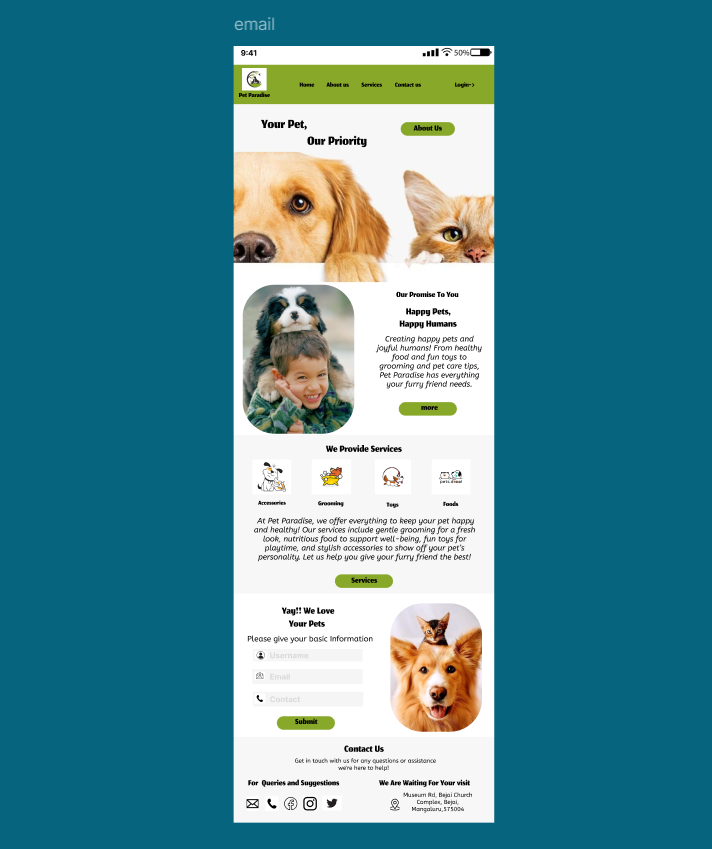 email
9:41
50%
Pet Paradise
Home
About us
Services
Contact us
Login->
Your Pet,
Our Priority
About Us
Our Promise To You
Happy Pets,
Happy Humans
Creating happy pets and
joyful humans! From healthy
food and fun toys to
grooming and pet care tips,
Pet Paradise has everything
your furry friend needs.
more
We Provide Services
Accessories
Grooming
Toys
Foods
At Pet Paradise, we offer everything to keep your pet happy
and healthy! Our services include gentle grooming for a fresh
look, nutritious food to support well-being, fun toys for
playtime, and stylish accessories to show off your pet's
personality. Let us help you give your furry friend the best!
Services
Yay!! We Love
Your Pets
Please give your basic Information
Username
Email
Contact
Submit
Contact Us
Get in touch with us for any questions or assistance
we're here to help!
For Queries and Suggestions
We Are Waiting For Your visit
Museum Rd, Bejai Church
Complex, Bejai,
Mangaluru,575004